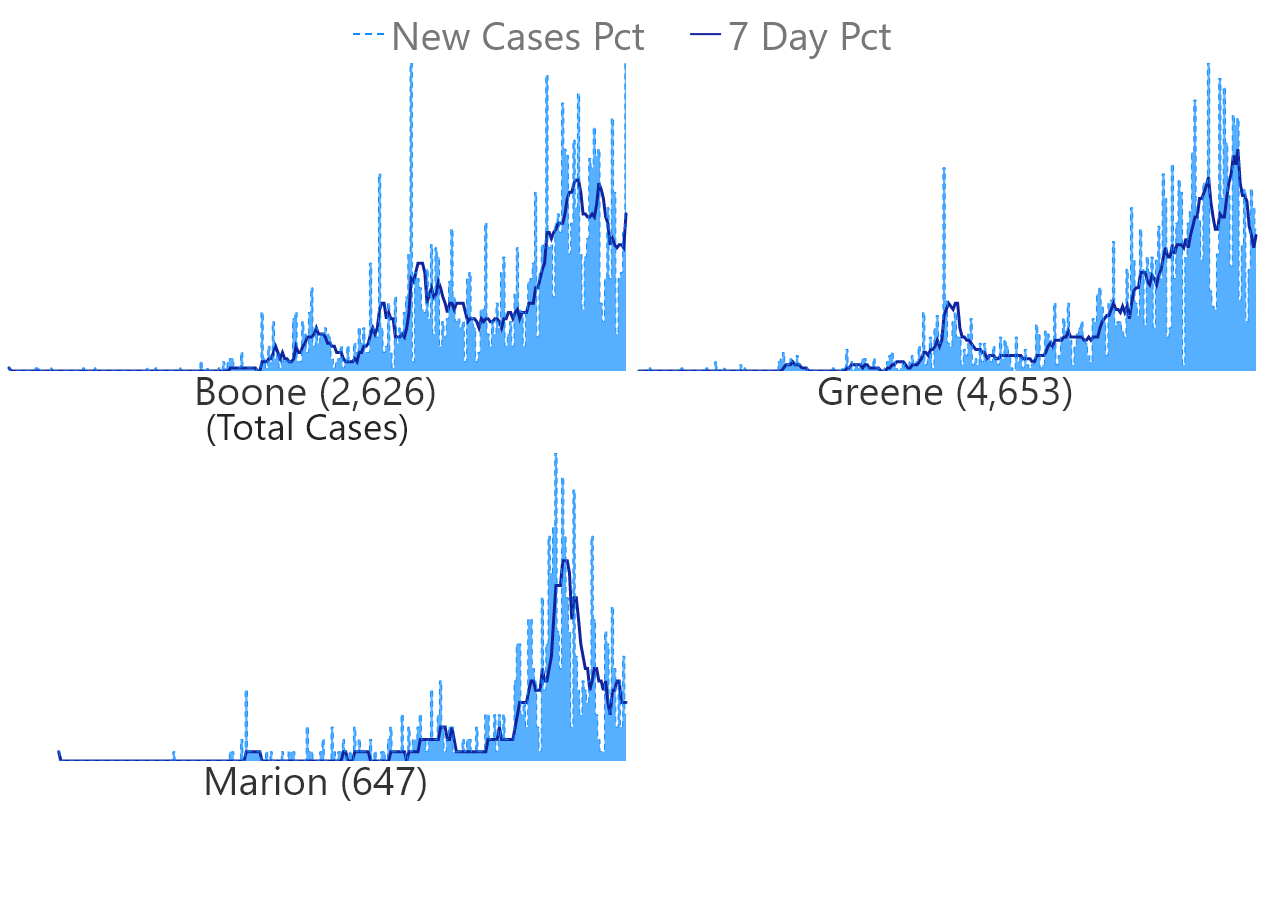 New Cases Pct 7 Day Pct
Boone (2,626)
(Total Cases)
Greene (4,653)
Marion (647)